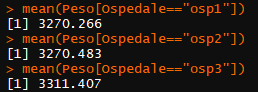 > mean(Peso[Ospedale=="osp1"])
[1] 3270.266
> mean(Peso[Ospedale=="osp2"])
[1] 3270.483
> mean(Peso[Ospedale=="osp3"])
[1] 3311.407